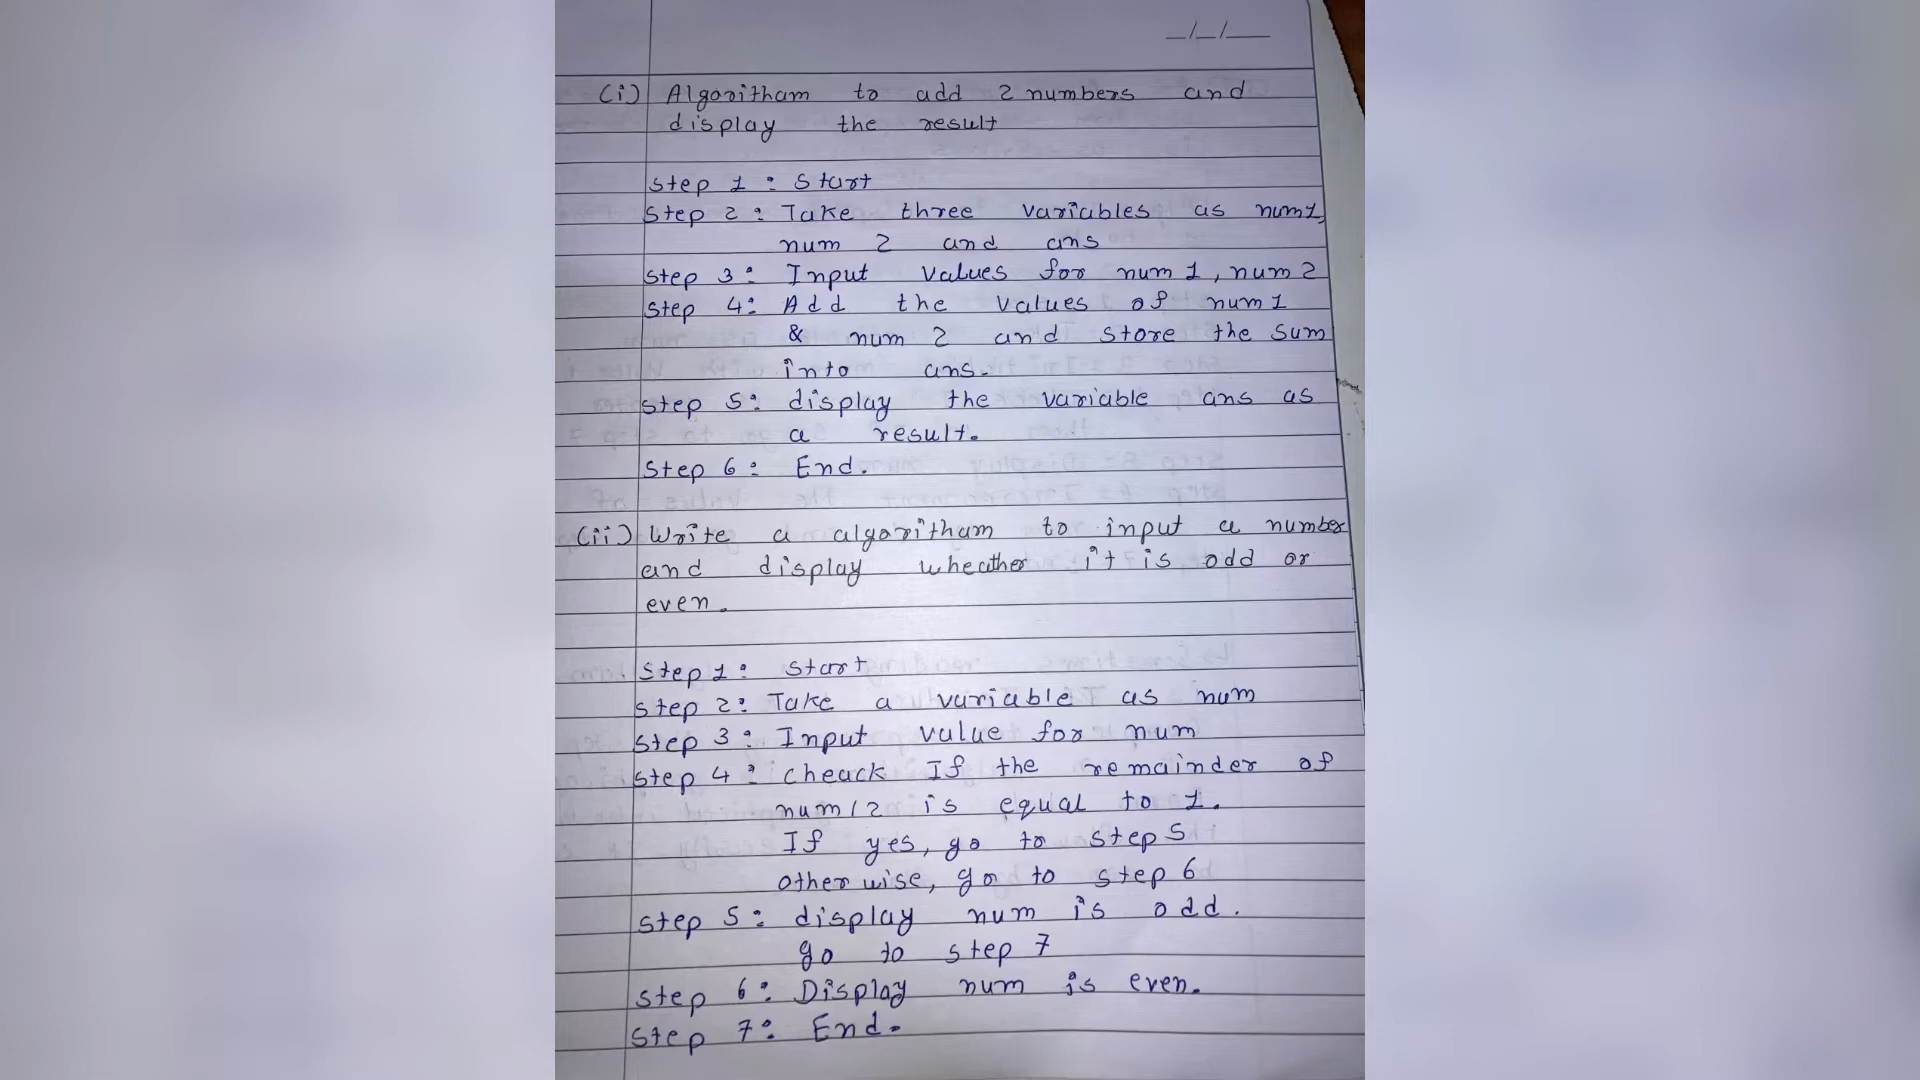 _/_/__
(i) Algoritham to add 2 numbers and
display the result
Step 1 : Start
Step 2 : Take three variables as num1,
num 2 and ans
Step 3 : Input values for num 1, num 2
Step 4 : Add the values of num 1
& num 2 and store the sum
into ans.
Step 5 : display the variable ans as
a result.
Step 6 : End.
(ii) Write a algoritham to input a number
and display wheather it is odd or
even.
Step 1 : Start
Step 2 : Take a variable as num
Step 3 : Input value for num
Step 4 : cheack If the remainder of
num/2 is equal to 1.
If yes, go to step 5
otherwise, go to step 6
Step 5 : display num is odd.
go to step 7
Step 6 : Display num is even.
Step 7 : End.